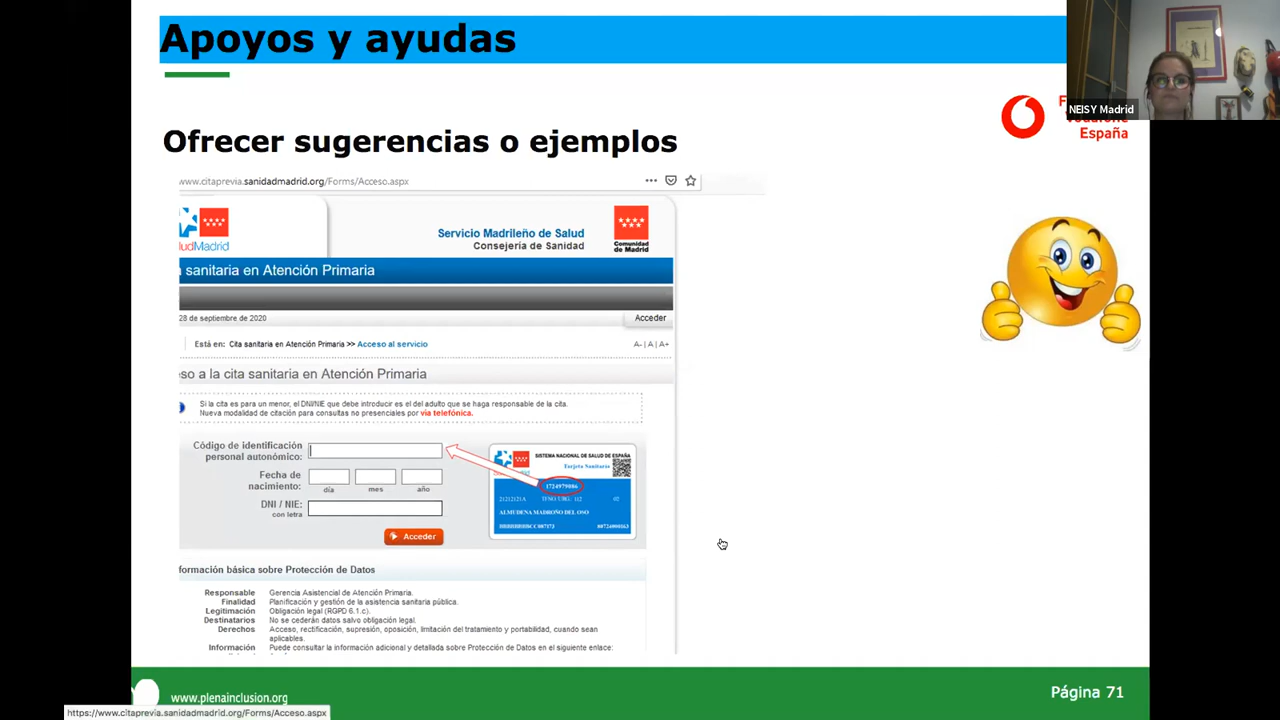 Apoyos y ayudas
NEISY Madrid
España
Ofrecer sugerencias o ejemplos
www.citaprevia.sanidadmadrid.org/Forms/Acceso.aspx
Servicio Madrileño de Salud
Consejería de Sanidad
Comunidad
de Madrid
sanitaria en Atención Primaria
28 de septiembre de 2020
Acceder
Está en: Cita sanitaria en Atención Primaria >> Acceso al servicio
A- | A | A+
eso a la cita sanitaria en Atención Primaria
Si la cita es para un menor, el DNI/NIE que debe introducir es el del adulto que se haga responsable de la cita.
Nueva modalidad de citación para consultas no presenciales por vía telefónica.
Código de identificación
personal autonómico:
Fecha de
nacimiento:
día mes año
DNI / NIE:
con letra
Acceder
SISTEMA NACIONAL DE SALUD DE ESPAÑA
Tarjeta Sanitaria
ALMUDENA MADROÑO DEL OSO
formación básica sobre Protección de Datos
Responsable Gerencia Asistencial de Atención Primaria.
Finalidad Planificación y gestión de la asistencia sanitaria pública.
Legitimación Obligación legal (RGPD 6.1.c).
Destinatarios No se cederán datos salvo obligación legal.
Derechos Acceso, rectificación, supresión, oposición, limitación del tratamiento y portabilidad, cuando sean
aplicables.
Información Puede consultar la información adicional y detallada sobre Protección de Datos en el siguiente enlace:
www.plenainclusion.org
Página 71
https://www.citaprevia.sanidadmadrid.org/Forms/Acceso.aspx